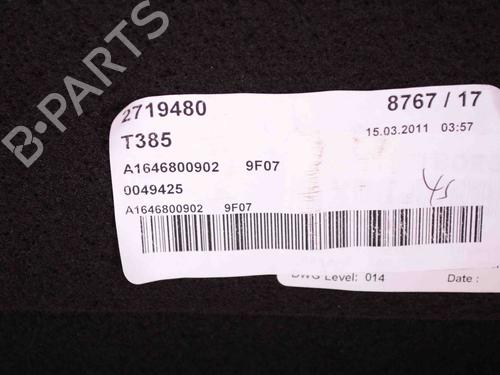 B-PARTS
2719480
8767 / 17
T385
15.03.2011 03:57
A1646800902 9F07
0049425
A1646800902 9F07
DWG Level: 014 Date :